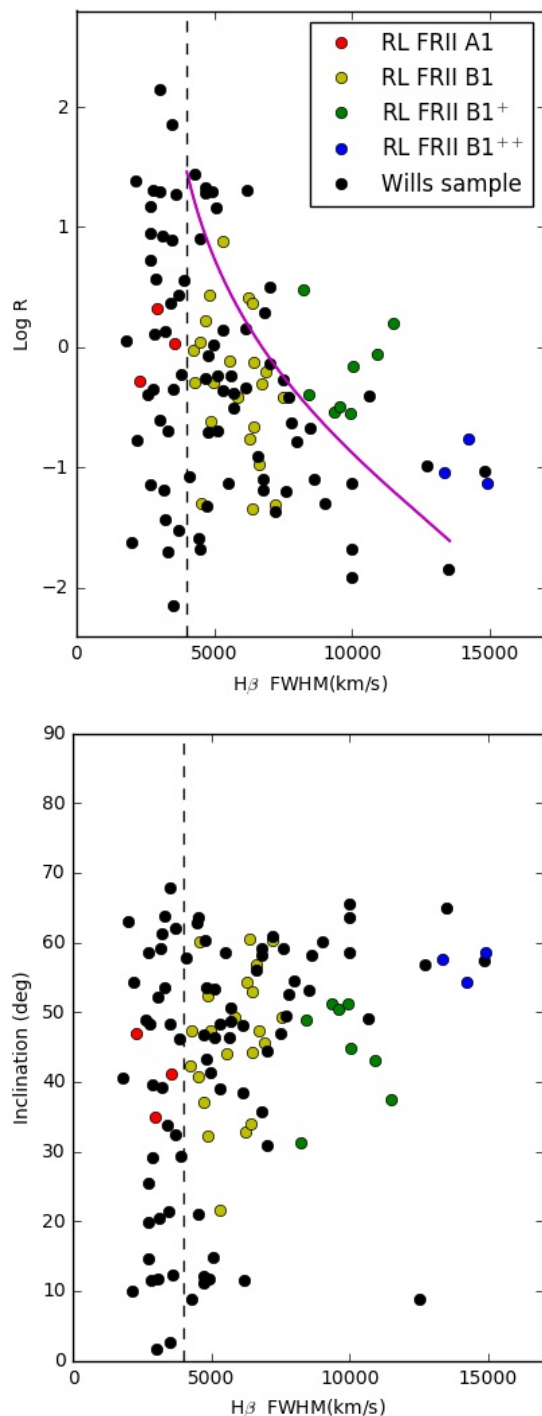 RL FRII A1
RL FRII B1
RL FRII B1⁺
RL FRII B1⁺⁺
Wills sample
2
1
0
−1
−2
Log R
0
5000
10000
15000
Hβ FWHM(km/s)
90
80
70
60
50
40
30
20
10
0
Inclination (deg)
0
5000
10000
15000
Hβ FWHM(km/s)